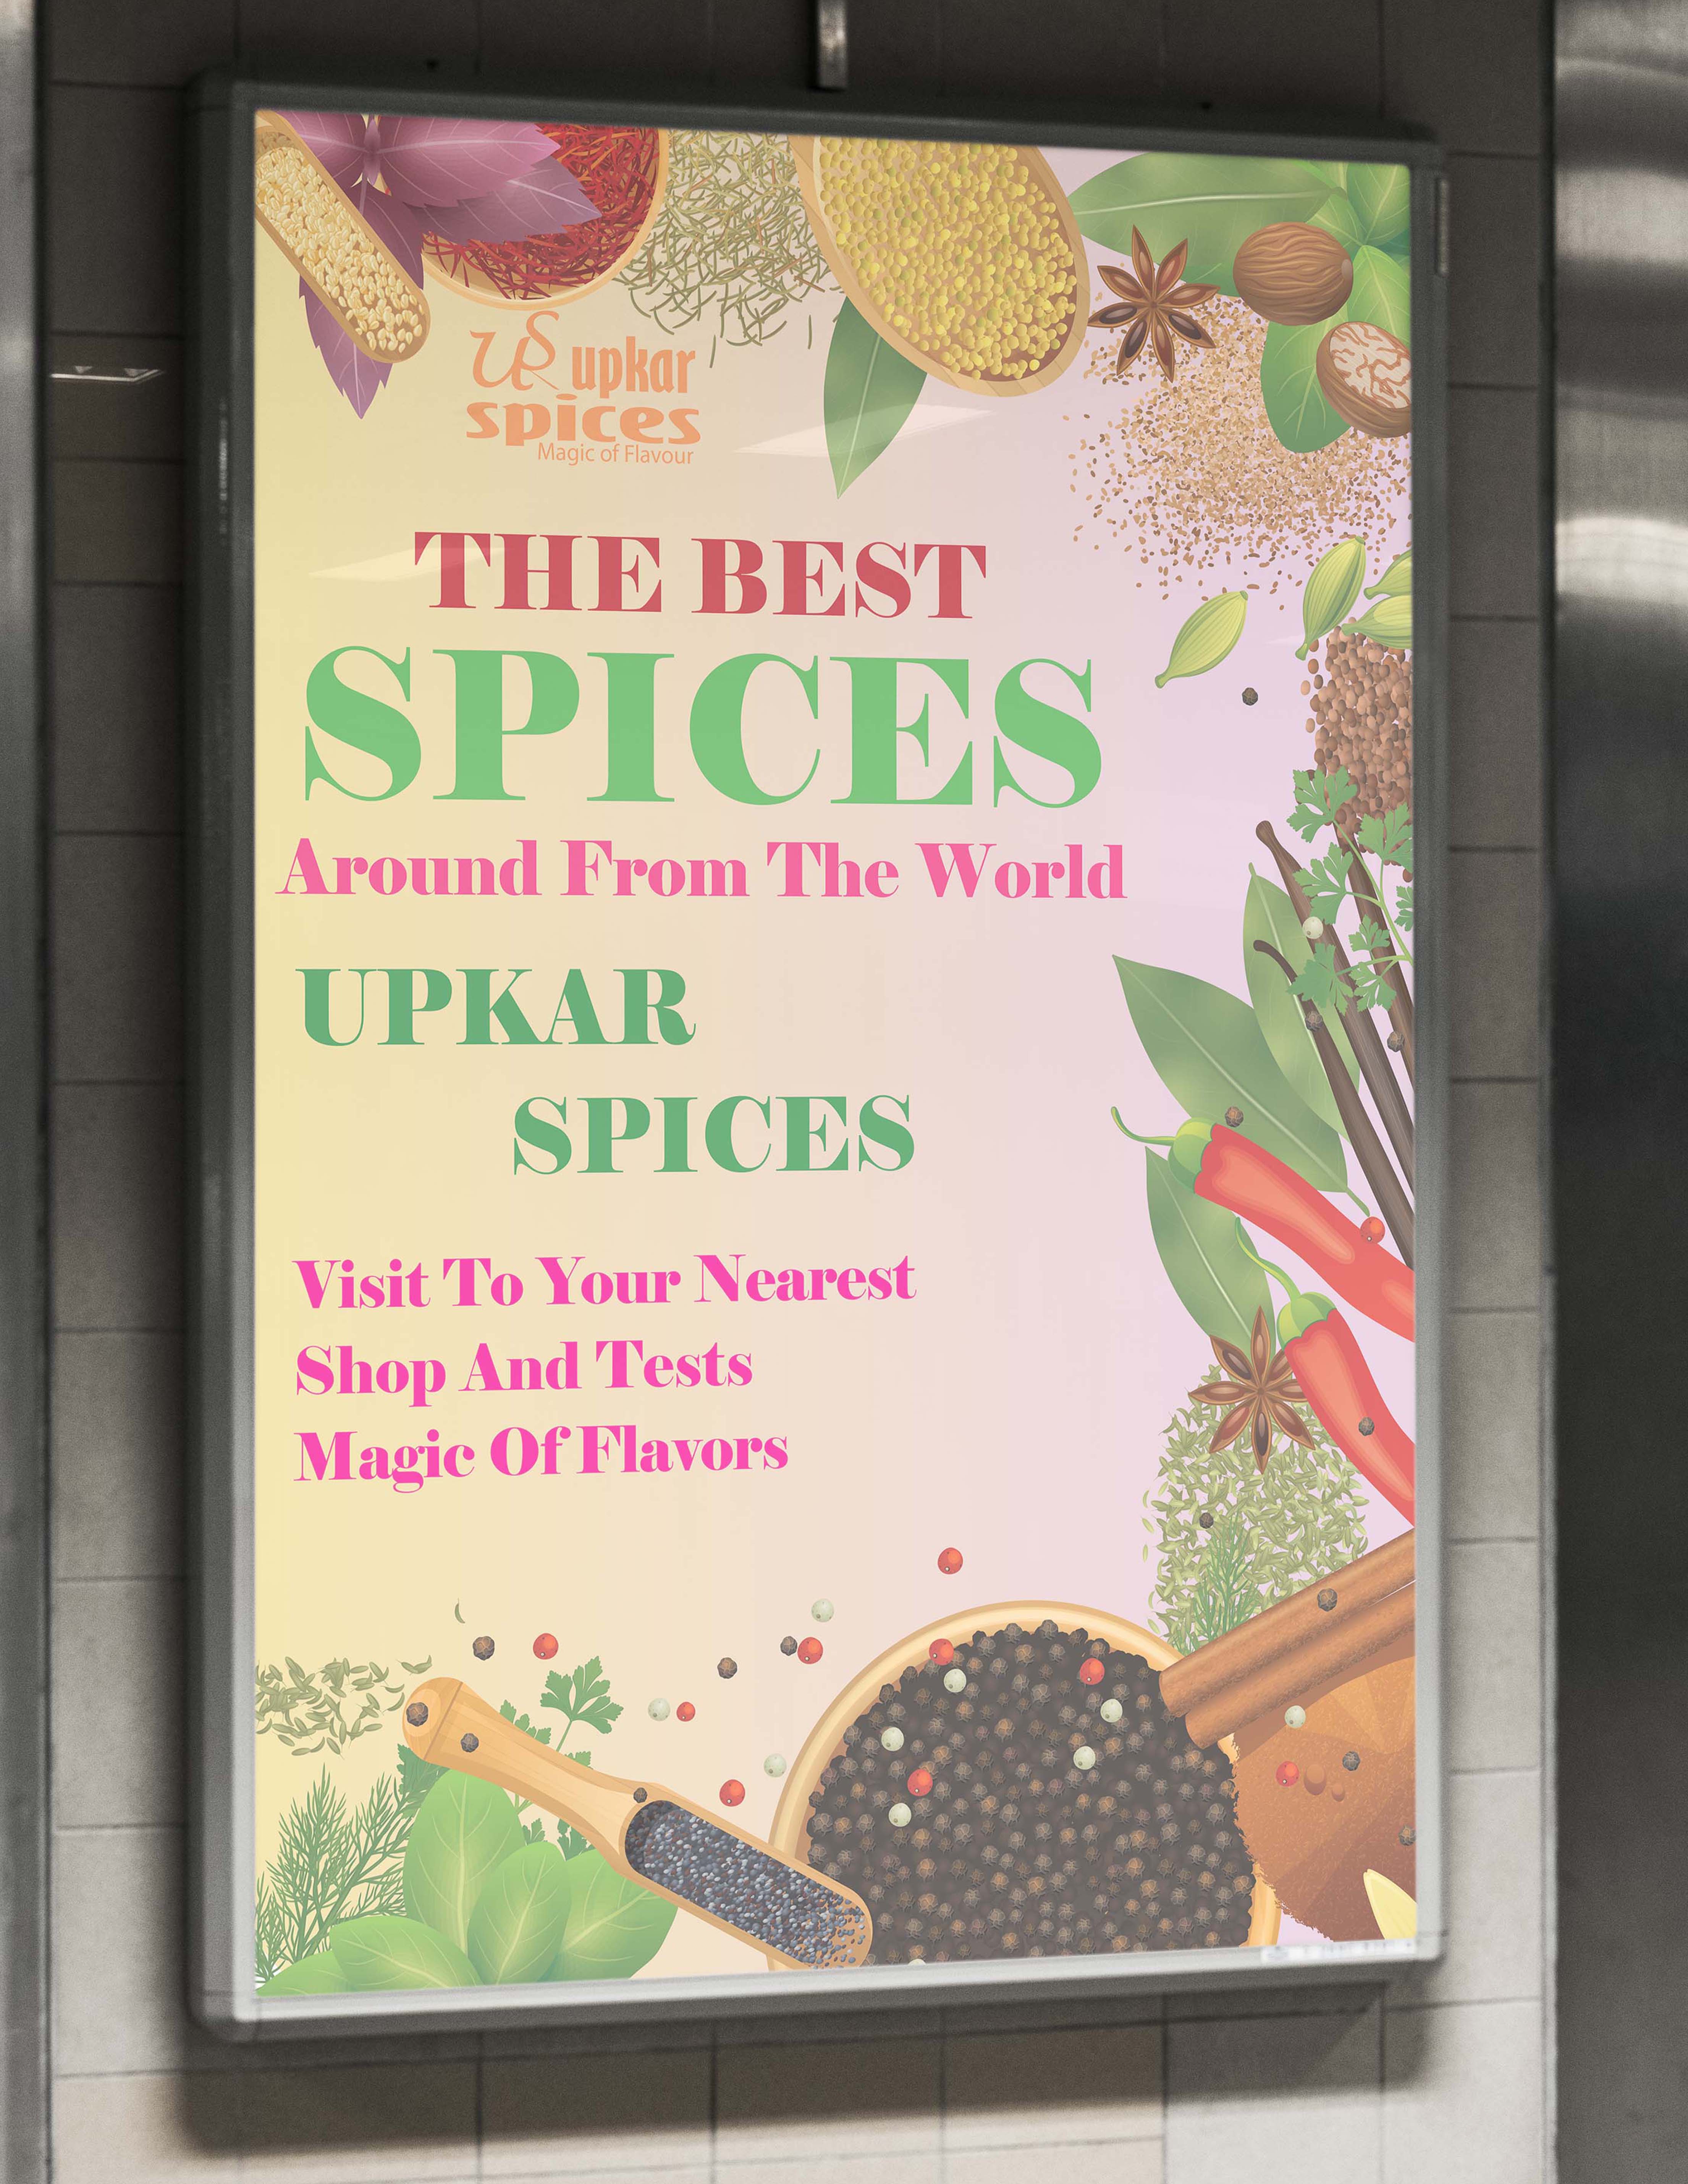 US upkar
spices
Magic of Flavour
THE BEST
SPICES
Around From The World
UPKAR
SPICES
Visit To Your Nearest
Shop And Tests
Magic Of Flavors